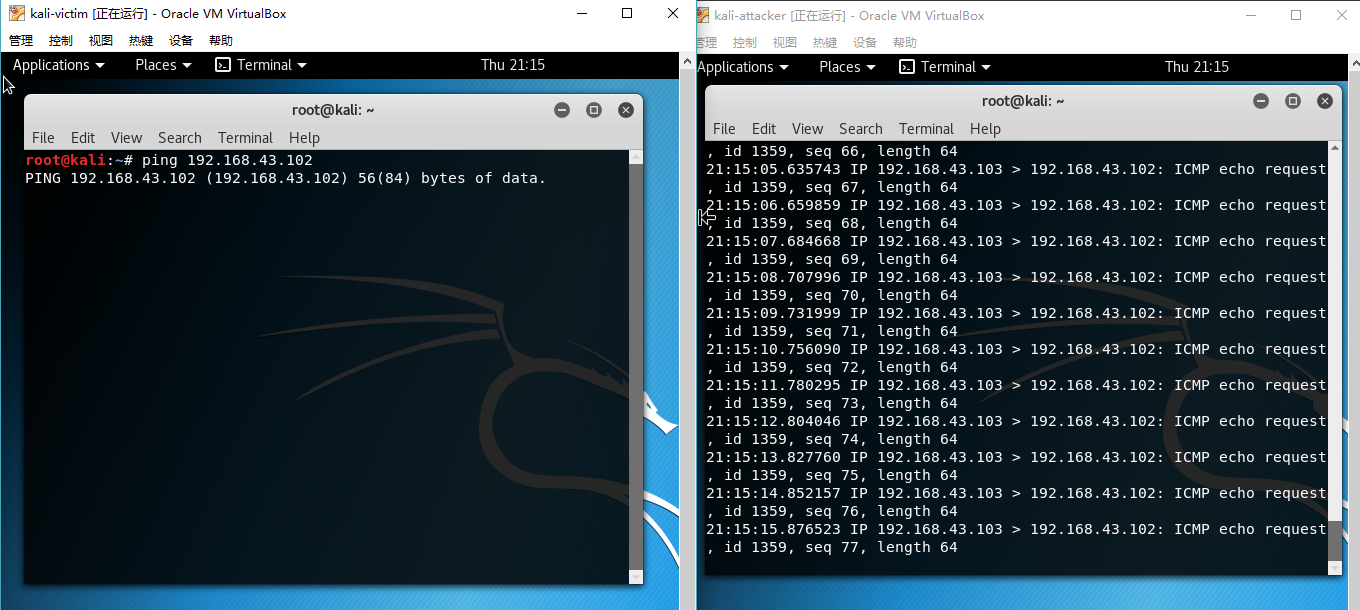 kali-victim [正在运行] - Oracle VM VirtualBox
管理 控制 视图 热键 设备 帮助
Applications Places Terminal Thu 21:15
root@kali: ~
File Edit View Search Terminal Help
root@kali:~# ping 192.168.43.102
PING 192.168.43.102 (192.168.43.102) 56(84) bytes of data.
kali-attacker [正在运行] - Oracle VM VirtualBox
管理 控制 视图 热键 设备 帮助
Applications Places Terminal Thu 21:15
root@kali: ~
File Edit View Search Terminal Help
, id 1359, seq 66, length 64
21:15:05.635743 IP 192.168.43.103 > 192.168.43.102: ICMP echo request
, id 1359, seq 67, length 64
21:15:06.659859 IP 192.168.43.103 > 192.168.43.102: ICMP echo request
, id 1359, seq 68, length 64
21:15:07.684668 IP 192.168.43.103 > 192.168.43.102: ICMP echo request
, id 1359, seq 69, length 64
21:15:08.707996 IP 192.168.43.103 > 192.168.43.102: ICMP echo request
, id 1359, seq 70, length 64
21:15:09.731999 IP 192.168.43.103 > 192.168.43.102: ICMP echo request
, id 1359, seq 71, length 64
21:15:10.756090 IP 192.168.43.103 > 192.168.43.102: ICMP echo request
, id 1359, seq 72, length 64
21:15:11.780295 IP 192.168.43.103 > 192.168.43.102: ICMP echo request
, id 1359, seq 73, length 64
21:15:12.804046 IP 192.168.43.103 > 192.168.43.102: ICMP echo request
, id 1359, seq 74, length 64
21:15:13.827760 IP 192.168.43.103 > 192.168.43.102: ICMP echo request
, id 1359, seq 75, length 64
21:15:14.852157 IP 192.168.43.103 > 192.168.43.102: ICMP echo request
, id 1359, seq 76, length 64
21:15:15.876523 IP 192.168.43.103 > 192.168.43.102: ICMP echo request
, id 1359, seq 77, length 64